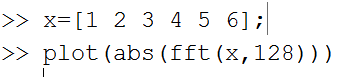 >> x=[1 2 3 4 5 6];
>> plot(abs(fft(x,128)))